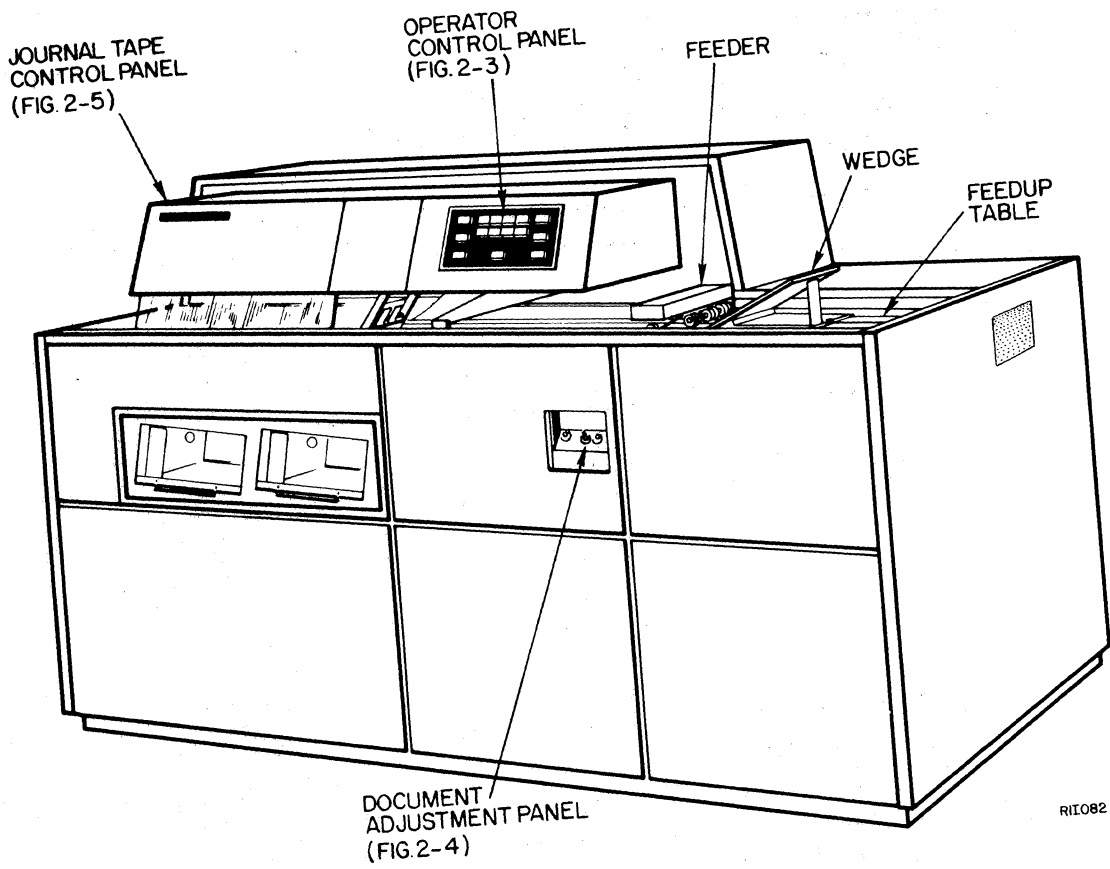 JOURNAL TAPE
CONTROL PANEL
(FIG. 2-5)
OPERATOR
CONTROL PANEL
(FIG. 2-3)
FEEDER
WEDGE
FEEDUP
TABLE
DOCUMENT
ADJUSTMENT PANEL
(FIG. 2-4)
RII082